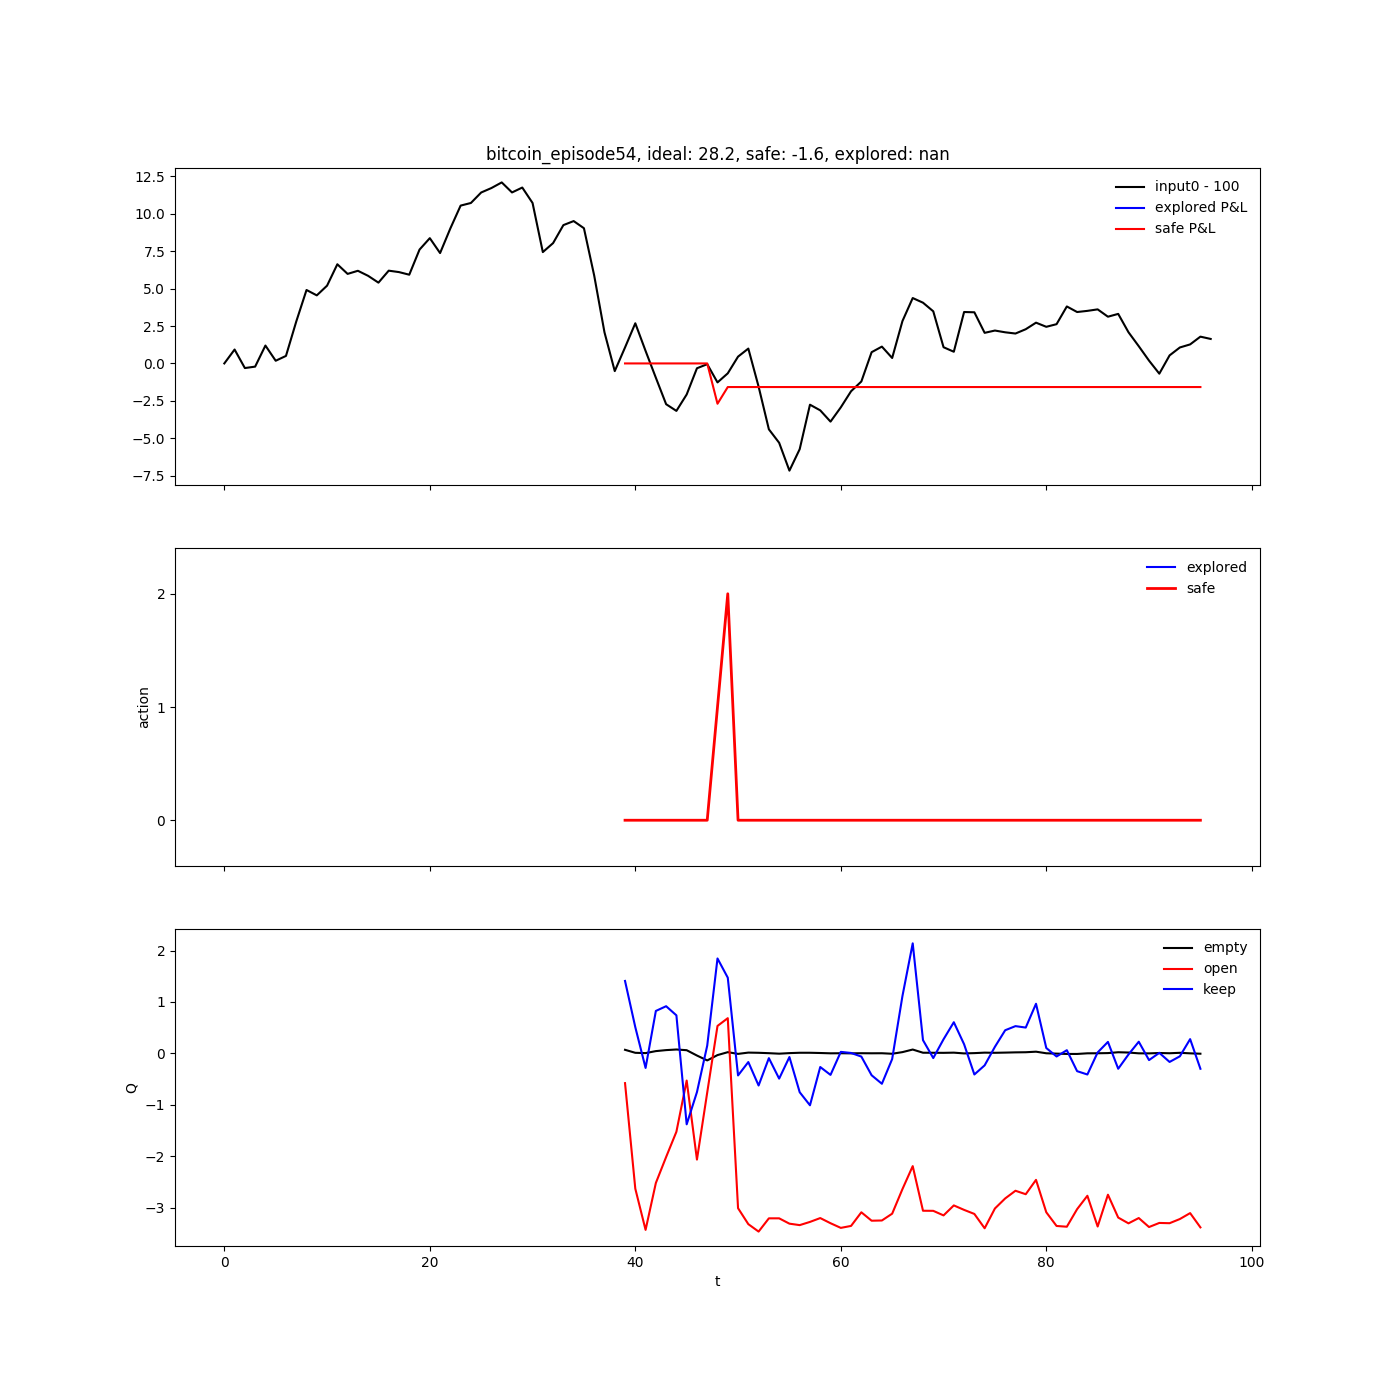 bitcoin_episode54, ideal: 28.2, safe: -1.6, explored: nan
12.5
10.0
7.5
5.0
2.5
0.0
−2.5
−5.0
−7.5
input0 - 100
explored P&L
safe P&L
action
2
1
0
explored
safe
Q
2
1
0
−1
−2
−3
empty
open
keep
0 20 40 60 80 100
t